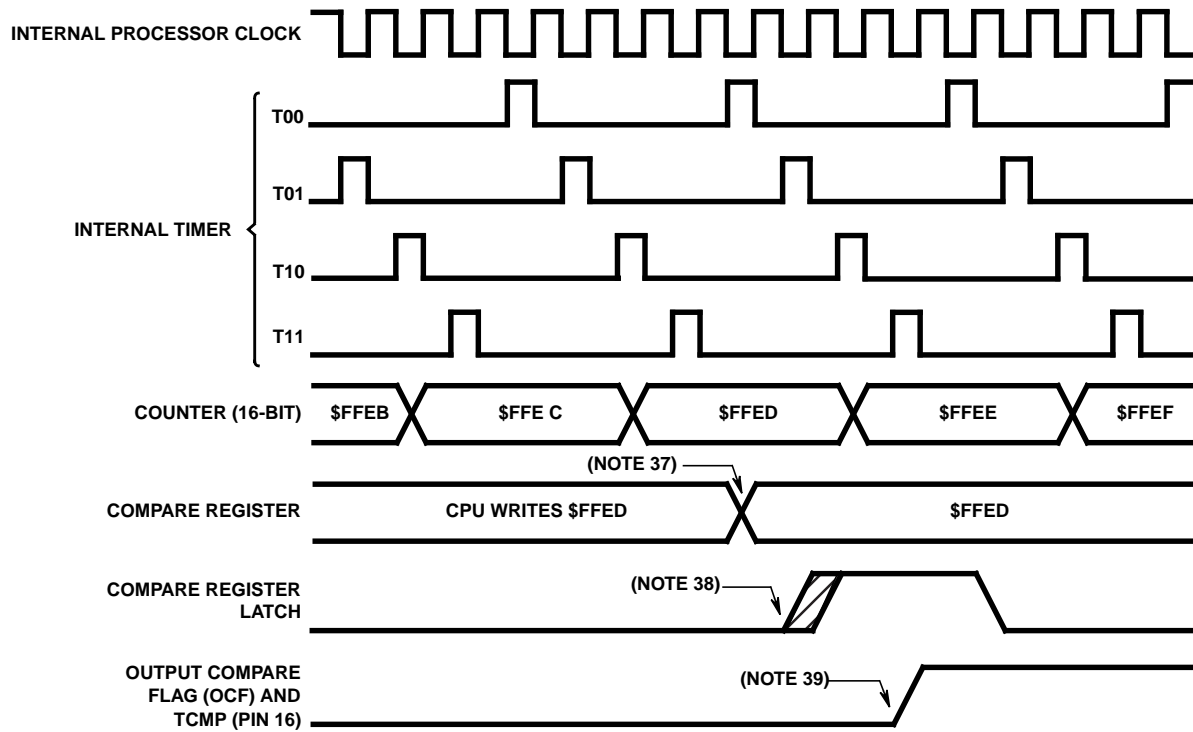 INTERNAL PROCESSOR CLOCK
T00
T01
INTERNAL TIMER
T10
T11
COUNTER (16-BIT)
$FFEB
$FFE C
$FFED
$FFEE
$FFEF
(NOTE 37)
COMPARE REGISTER
CPU WRITES $FFED
$FFED
COMPARE REGISTER
LATCH
(NOTE 38)
OUTPUT COMPARE
FLAG (OCF) AND
TCMP (PIN 16)
(NOTE 39)